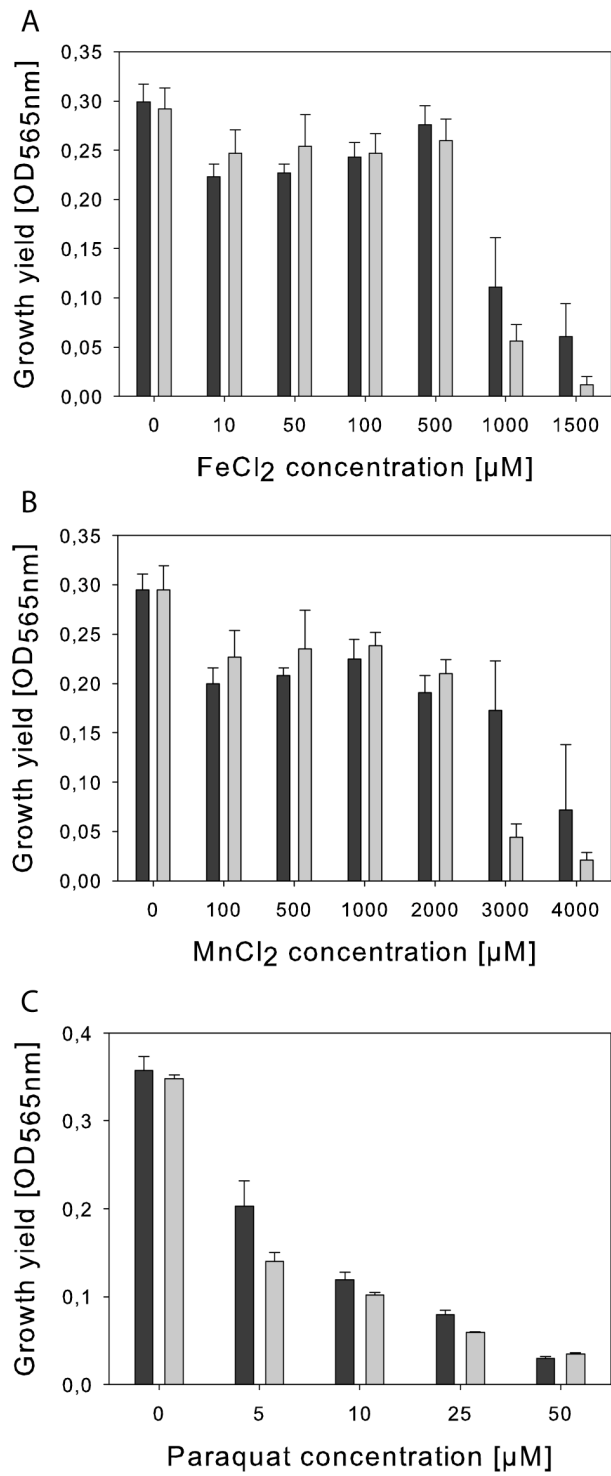 A
0,35
0,30
0,25
0,20
0,15
0,10
0,05
0,00
Growth yield [OD565nm]
0 10 50 100 500 1000 1500
FeCl2 concentration [µM]
B
0,35
0,30
0,25
0,20
0,15
0,10
0,05
0,00
Growth yield [OD565nm]
0 100 500 1000 2000 3000 4000
MnCl2 concentration [µM]
C
0,4
0,3
0,2
0,1
0,0
Growth yield [OD565nm]
0 5 10 25 50
Paraquat concentration [µM]